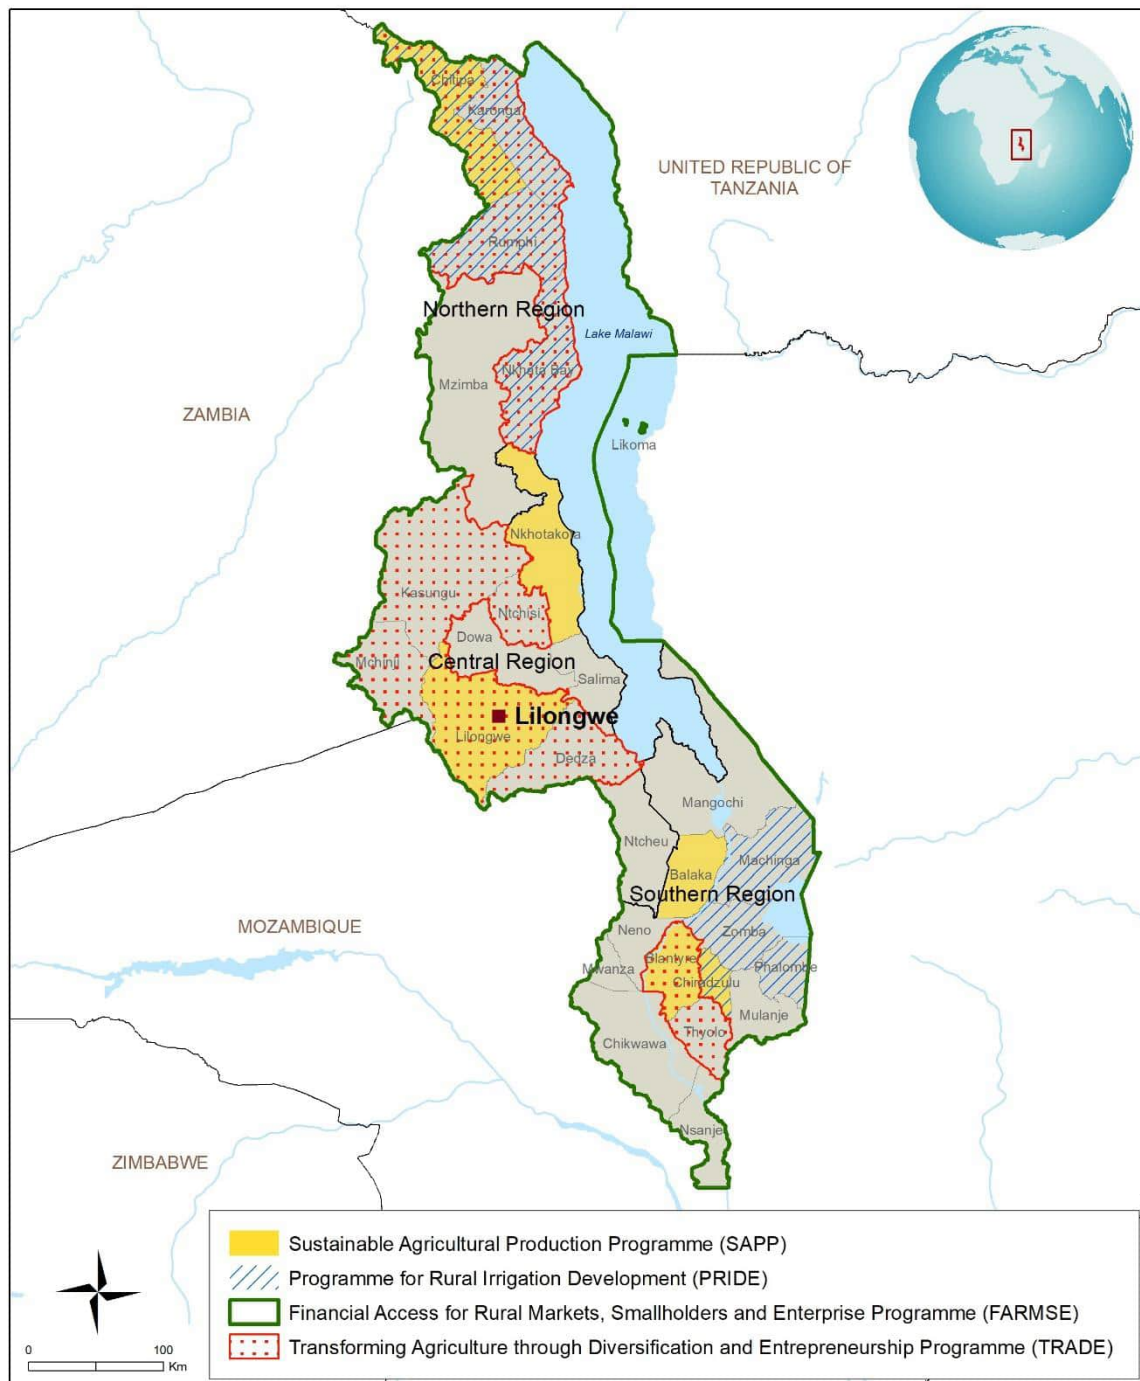 Chitipa
Karonga
UNITED REPUBLIC OF
TANZANIA
Rumphi
Northern Region
Lake Malawi
Nkhata Bay
Mzimba
ZAMBIA
Likoma
Nkhotakota
Kasungu
Ntchisi
Dowa
Mchinji
Central Region
Salima
Lilongwe
Lilongwe
Dedza
Mangochi
Ntcheu
Machinga
Balaka
Southern Region
MOZAMBIQUE
Neno
Zomba
Blantyre
Phalombe
Mwanza
Chiradzulu
Mulanje
Thyolo
Chikwawa
Nsanje
ZIMBABWE
Sustainable Agricultural Production Programme (SAPP)
Programme for Rural Irrigation Development (PRIDE)
Financial Access for Rural Markets, Smallholders and Enterprise Programme (FARMSE)
Transforming Agriculture through Diversification and Entrepreneurship Programme (TRADE)
0 100
Km